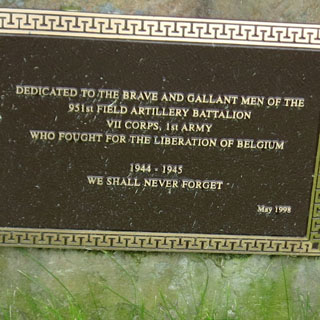 DEDICATED TO THE BRAVE AND GALLANT MEN OF THE
951st FIELD ARTILLERY BATTALION
VII CORPS, 1st ARMY
WHO FOUGHT FOR THE LIBERATION OF BELGIUM
1944 - 1945
WE SHALL NEVER FORGET
May 1998